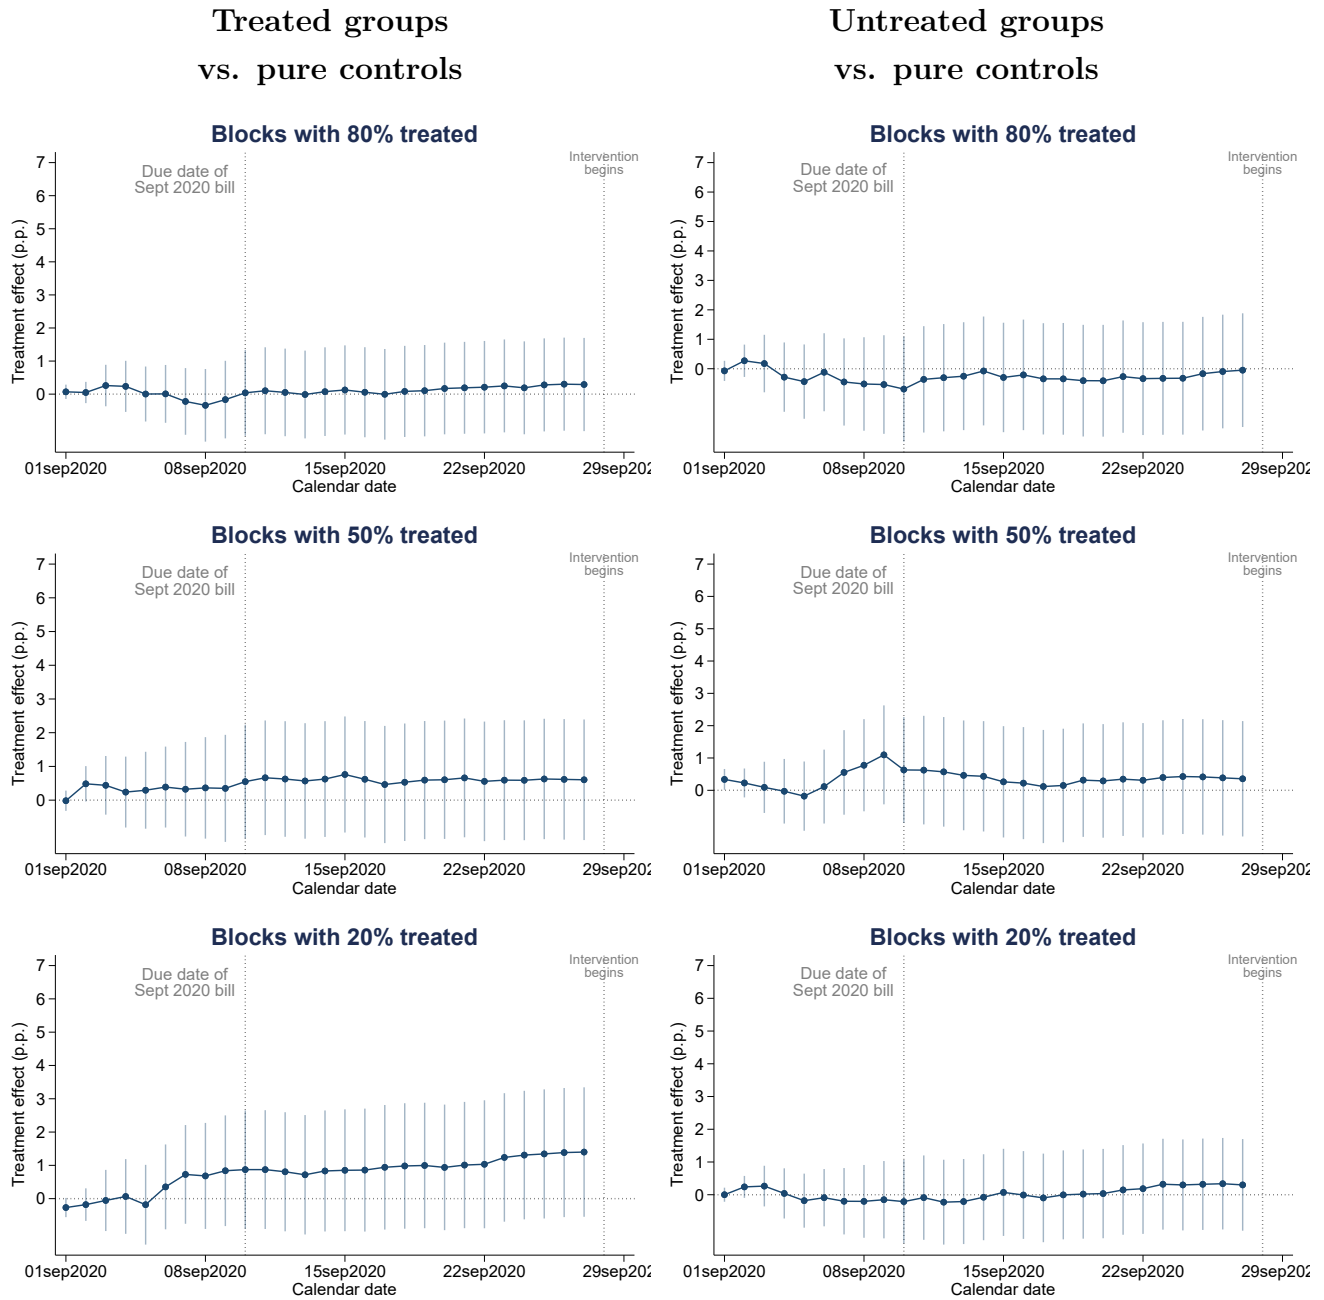 Treated groups
vs. pure controls
Untreated groups
vs. pure controls
Blocks with 80% treated
Treatment effect (p.p.)
7
6
5
4
3
2
1
0
Due date of
Sept 2020 bill
Intervention
begins
01sep2020 08sep2020 15sep2020 22sep2020 29sep202
Calendar date
Blocks with 80% treated
Treatment effect (p.p.)
7
6
5
4
3
2
1
0
Due date of
Sept 2020 bill
Intervention
begins
01sep2020 08sep2020 15sep2020 22sep2020 29sep202
Calendar date
Blocks with 50% treated
Treatment effect (p.p.)
7
6
5
4
3
2
1
0
Due date of
Sept 2020 bill
Intervention
begins
01sep2020 08sep2020 15sep2020 22sep2020 29sep202
Calendar date
Blocks with 50% treated
Treatment effect (p.p.)
7
6
5
4
3
2
1
0
Due date of
Sept 2020 bill
Intervention
begins
01sep2020 08sep2020 15sep2020 22sep2020 29sep202
Calendar date
Blocks with 20% treated
Treatment effect (p.p.)
7
6
5
4
3
2
1
0
Due date of
Sept 2020 bill
Intervention
begins
01sep2020 08sep2020 15sep2020 22sep2020 29sep202
Calendar date
Blocks with 20% treated
Treatment effect (p.p.)
7
6
5
4
3
2
1
0
Due date of
Sept 2020 bill
Intervention
begins
01sep2020 08sep2020 15sep2020 22sep2020 29sep202
Calendar date